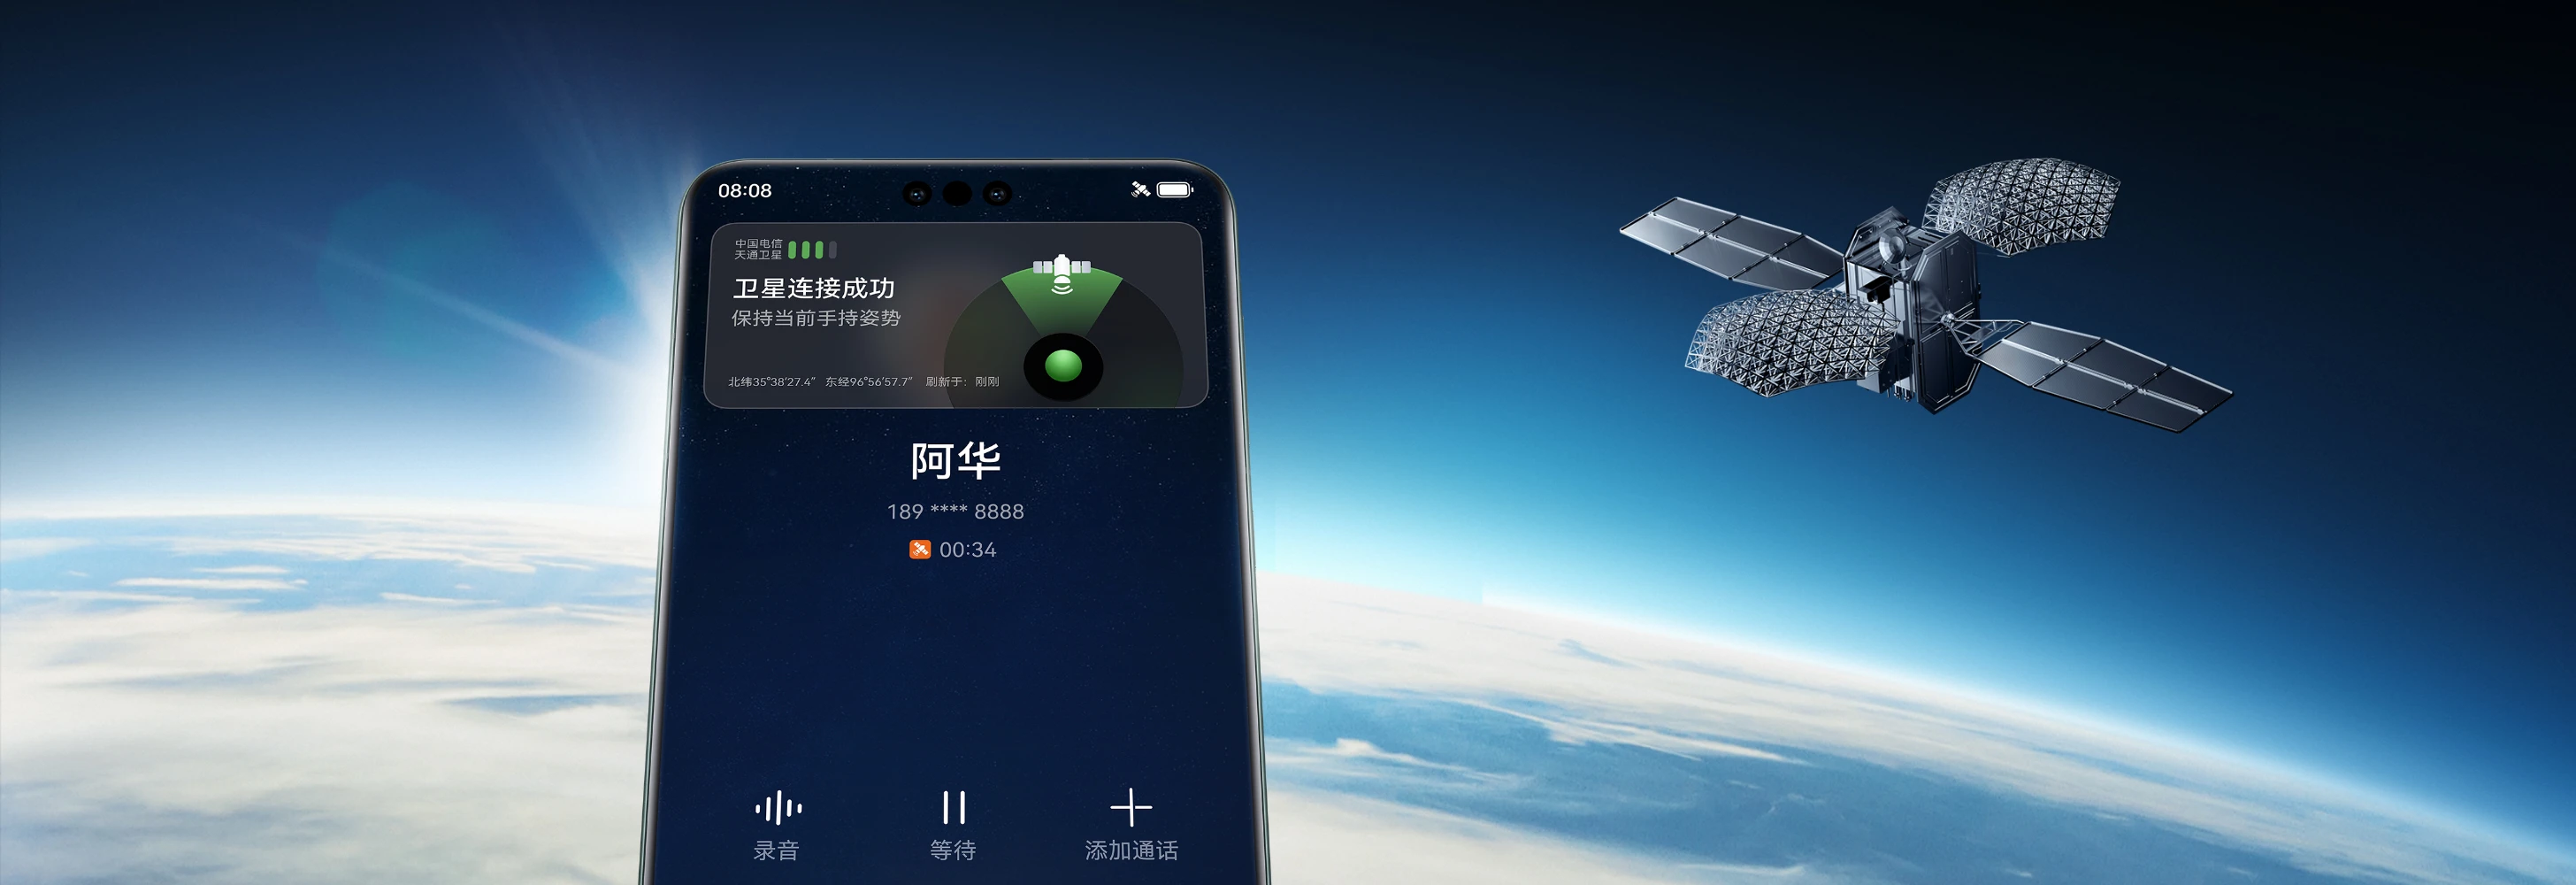 08:08
中国电信
天通卫星
卫星连接成功
保持当前手持姿势
北纬35°38'27.4" 东经96°56'57.7" 刷新于：刚刚
阿华
189 **** 8888
00:34
录音 等待 添加通话